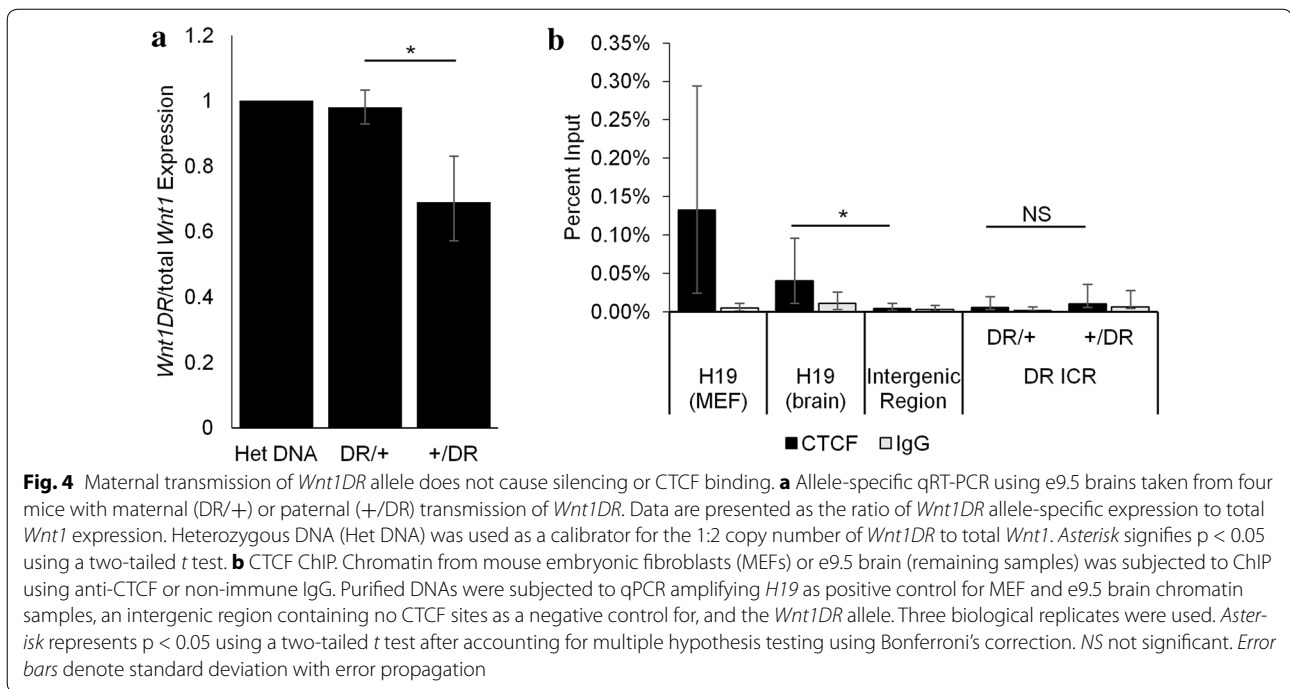 a
1.2
1
0.8
0.6
0.4
0.2
0
Wnt1DR/total Wnt1 Expression
*
Het DNA DR/+ +/DR
b
0.35%
0.30%
0.25%
0.20%
0.15%
0.10%
0.05%
0.00%
Percent Input
*
NS
DR/+ +/DR
H19 (MEF)
H19 (brain)
Intergenic Region
DR ICR
CTCF IgG
Fig. 4 Maternal transmission of Wnt1DR allele does not cause silencing or CTCF binding. a Allele-specific qRT-PCR using e9.5 brains taken from four
mice with maternal (DR/+) or paternal (+/DR) transmission of Wnt1DR. Data are presented as the ratio of Wnt1DR allele-specific expression to total
Wnt1 expression. Heterozygous DNA (Het DNA) was used as a calibrator for the 1:2 copy number of Wnt1DR to total Wnt1. Asterisk signifies p < 0.05
using a two-tailed t test. b CTCF ChIP. Chromatin from mouse embryonic fibroblasts (MEFs) or e9.5 brain (remaining samples) was subjected to ChIP
using anti-CTCF or non-immune IgG. Purified DNAs were subjected to qPCR amplifying H19 as positive control for MEF and e9.5 brain chromatin
samples, an intergenic region containing no CTCF sites as a negative control for, and the Wnt1DR allele. Three biological replicates were used. Aster-
isk represents p < 0.05 using a two-tailed t test after accounting for multiple hypothesis testing using Bonferroni's correction. NS not significant. Error
bars denote standard deviation with error propagation